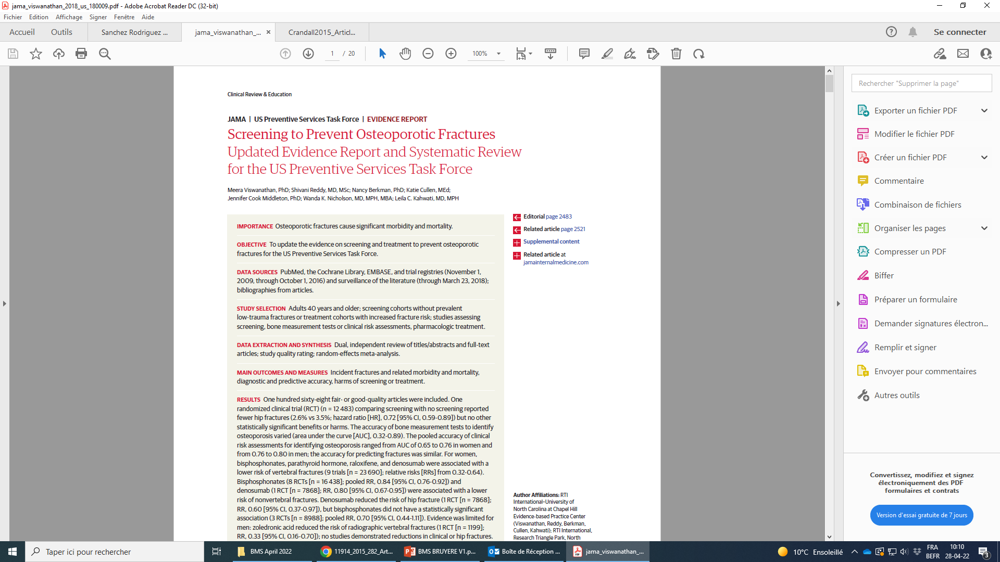 jama_viswanathan_2018_us_180009.pdf - Adobe Acrobat Reader DC (32-bit)
Fichier Edition Affichage Signer Fenêtre Aide
Accueil Outils Sanchez Rodriguez ... jama_viswanathan_... Crandall2015_Articl... Se connecter
1 / 20 100%
Clinical Review & Education
JAMA | US Preventive Services Task Force | EVIDENCE REPORT
Screening to Prevent Osteoporotic Fractures
Updated Evidence Report and Systematic Review
for the US Preventive Services Task Force
Meera Viswanathan, PhD; Shivani Reddy, MD, MSc; Nancy Berkman, PhD; Katie Cullen, MEd;
Jennifer Cook Middleton, PhD; Wanda K. Nicholson, MD, MPH, MBA; Leila C. Kahwati, MD, MPH
IMPORTANCE Osteoporotic fractures cause significant morbidity and mortality.
OBJECTIVE To update the evidence on screening and treatment to prevent osteoporotic
fractures for the US Preventive Services Task Force.
DATA SOURCES PubMed, the Cochrane Library, EMBASE, and trial registries (November 1,
2009, through October 1, 2016) and surveillance of the literature (through March 23, 2018);
bibliographies from articles.
STUDY SELECTION Adults 40 years and older; screening cohorts without prevalent
low-trauma fractures or treatment cohorts with increased fracture risk; studies assessing
screening, bone measurement tests or clinical risk assessments, pharmacologic treatment.
DATA EXTRACTION AND SYNTHESIS Dual, independent review of titles/abstracts and full-text
articles; study quality rating; random-effects meta-analysis.
MAIN OUTCOMES AND MEASURES Incident fractures and related morbidity and mortality,
diagnostic and predictive accuracy, harms of screening or treatment.
RESULTS One hundred sixty-eight fair- or good-quality articles were included. One
randomized clinical trial (RCT) (n = 12 483) comparing screening with no screening reported
fewer hip fractures (2.6% vs 3.5%; hazard ratio [HR], 0.72 [95% CI, 0.59-0.89]) but no other
statistically significant benefits or harms. The accuracy of bone measurement tests to identify
osteoporosis varied (area under the curve [AUC], 0.32-0.89). The pooled accuracy of clinical
risk assessments for identifying osteoporosis ranged from AUC of 0.65 to 0.76 in women and
from 0.76 to 0.80 in men; the accuracy for predicting fractures was similar. For women,
bisphosphonates, parathyroid hormone, raloxifene, and denosumab were associated with a
lower risk of vertebral fractures (9 trials [n = 23 690]; relative risks [RRs] from 0.32-0.64).
Bisphosphonates (8 RCTs [n = 16 438]; pooled RR, 0.84 [95% CI, 0.76-0.92]) and
denosumab (1 RCT [n = 7868]; RR, 0.80 [95% CI, 0.67-0.95]) were associated with a lower
risk of nonvertebral fractures. Denosumab reduced the risk of hip fracture (1 RCT [n = 7868];
RR, 0.60 [95% CI, 0.37-0.97]), but bisphosphonates did not have a statistically significant
association (3 RCTs [n = 8988]; pooled RR, 0.70 [95% CI, 0.44-1.11]). Evidence was limited for
men: zoledronic acid reduced the risk of radiographic vertebral fractures (1 RCT [n = 1199];
RR, 0.33 [95% CI, 0.16-0.70]); no studies demonstrated reductions in clinical or hip fractures.
Editorial page 2483
Related article page 2521
Supplemental content
Related article at
jamainternalmedicine.com
Author Affiliations: RTI
International–University of
North Carolina at Chapel Hill
Evidence-based Practice Center
(Viswanathan, Reddy, Berkman,
Cullen, Kahwati); RTI International,
Research Triangle Park, North
Rechercher "Supprimer la page"
Exporter un fichier PDF
Modifier le fichier PDF
Créer un fichier PDF
Commentaire
Combinaison de fichiers
Organiser les pages
Compresser un PDF
Biffer
Préparer un formulaire
Demander signatures électron...
Remplir et signer
Envoyer pour commentaires
Autres outils
Convertissez, modifiez et signez
électroniquement des PDF
formulaires et contrats
Version d'essai gratuite de 7 jours
Taper ici pour rechercher BMS April 2022 11914_2015_282_Art... BMS BRUYERE V1.p... Boîte de Réception ... jama_viswanathan_... 10°C Ensoleillé FRA 10:10
BEFR 28-04-22 3